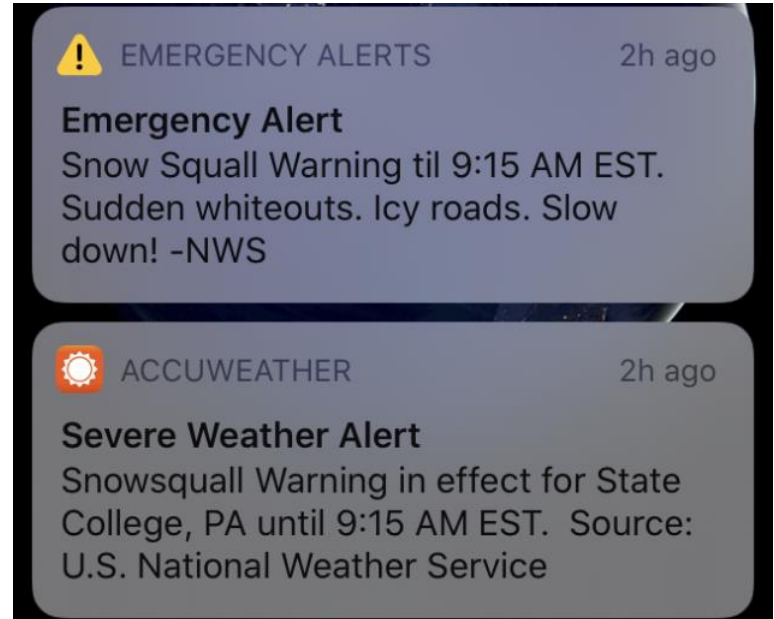 EMERGENCY ALERTS 2h ago
Emergency Alert
Snow Squall Warning til 9:15 AM EST.
Sudden whiteouts. Icy roads. Slow
down! -NWS
ACCUWEATHER 2h ago
Severe Weather Alert
Snowsquall Warning in effect for State
College, PA until 9:15 AM EST.  Source:
U.S. National Weather Service